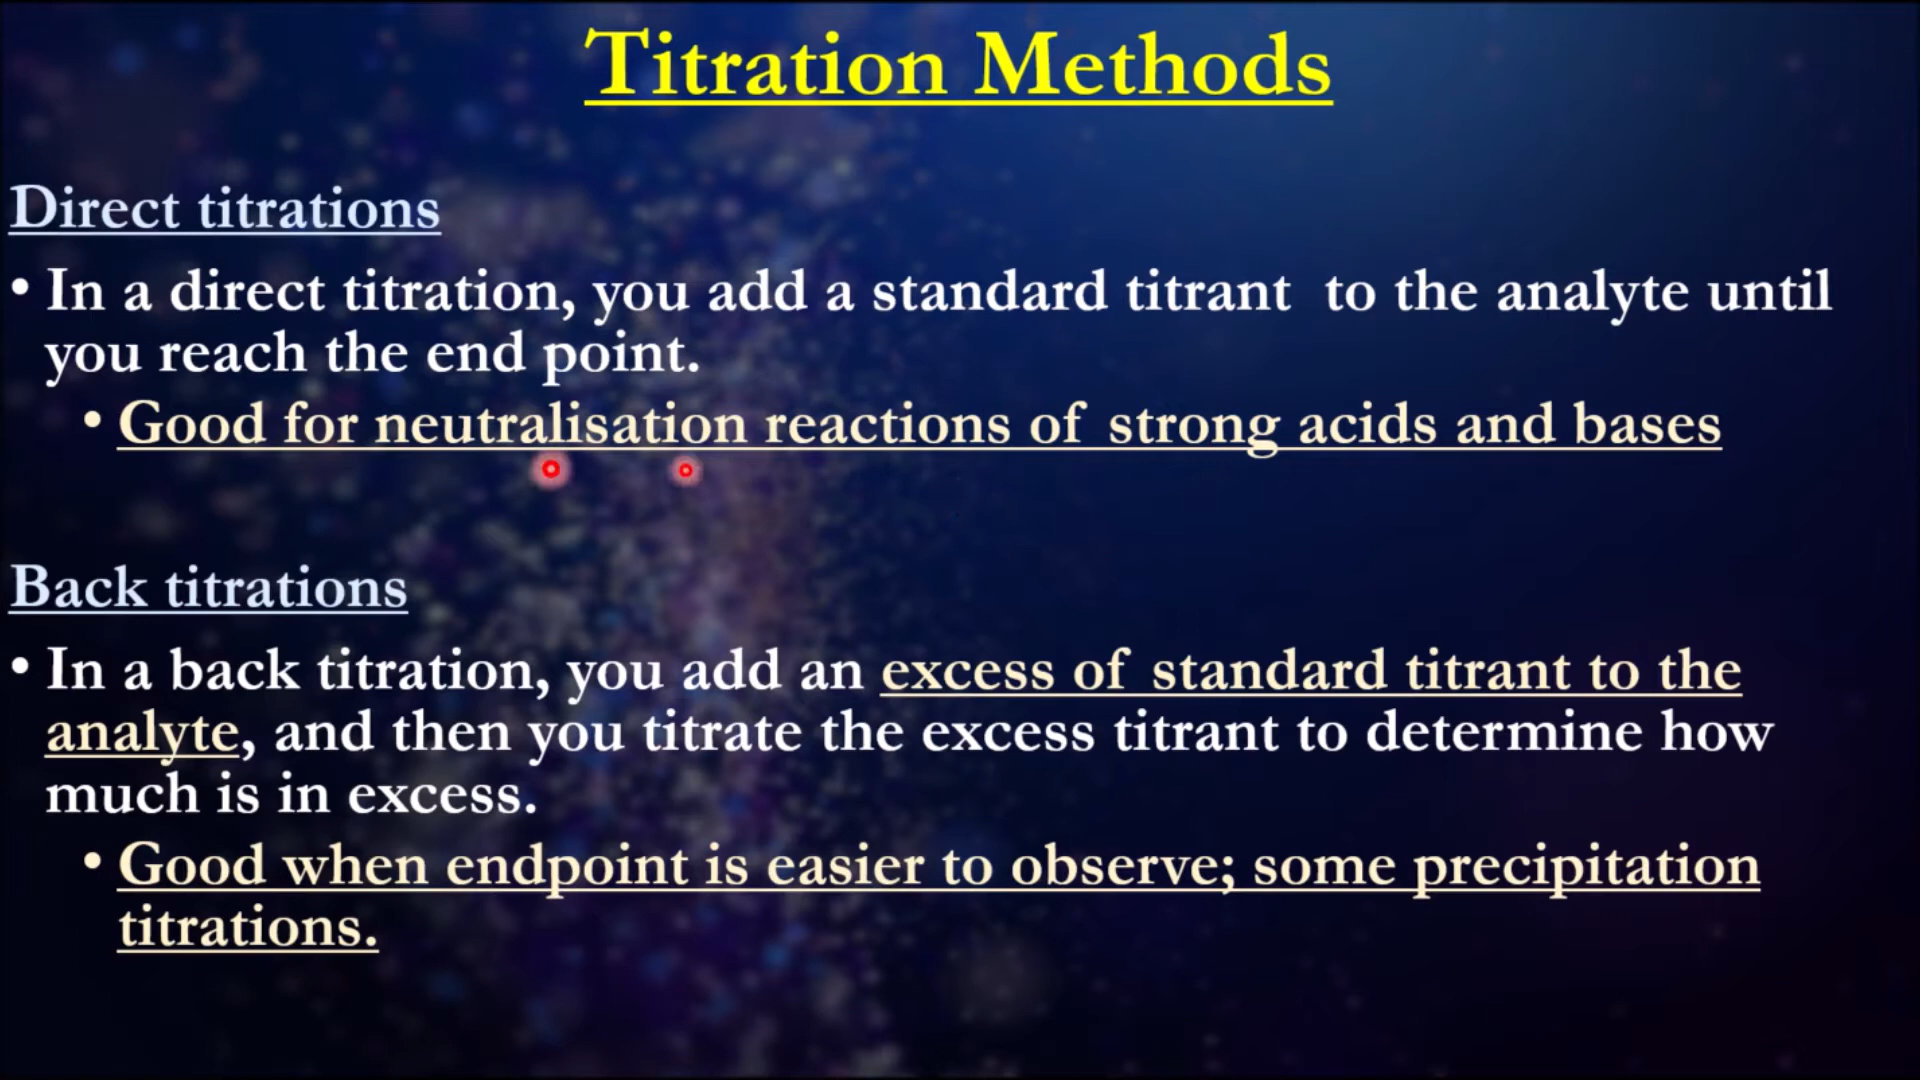 Titration Methods
Direct titrations
• In a direct titration, you add a standard titrant to the analyte until
you reach the end point.
• Good for neutralisation reactions of strong acids and bases
Back titrations
• In a back titration, you add an excess of standard titrant to the
analyte, and then you titrate the excess titrant to determine how
much is in excess.
• Good when endpoint is easier to observe; some precipitation
titrations.